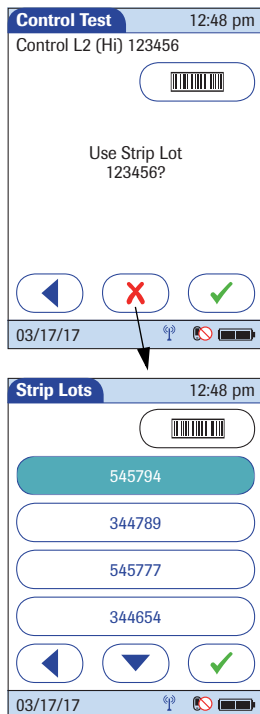 Control Test 12:48 pm
Control L2 (Hi) 123456
Use Strip Lot
123456?
03/17/17
Strip Lots 12:48 pm
545794
344789
545777
344654
03/17/17